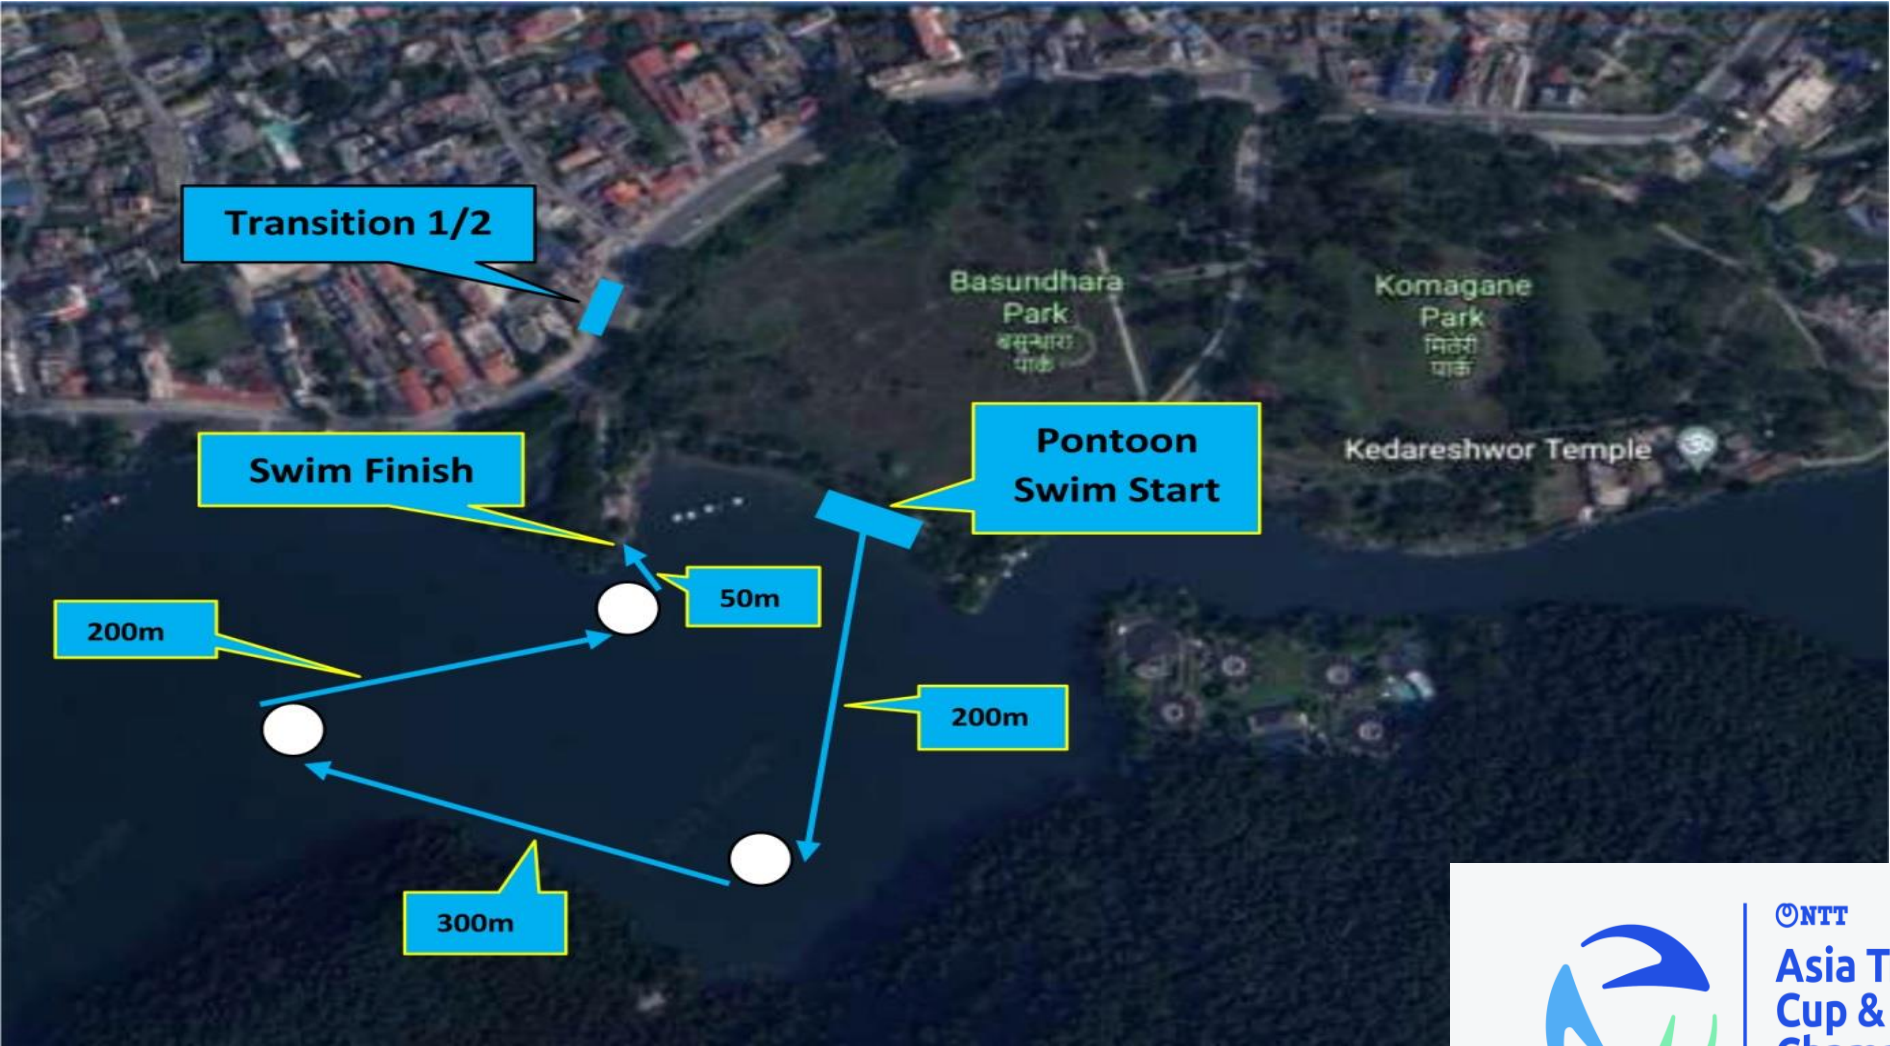 Transition 1/2
Basundhara
Park
बसुन्धारा
पार्क
Komagane
Park
मितेरी
पार्क
Pontoon
Swim Start
Kedareshwor Temple
Swim Finish
50m
200m
200m
300m
NTT
Asia T
Cup &